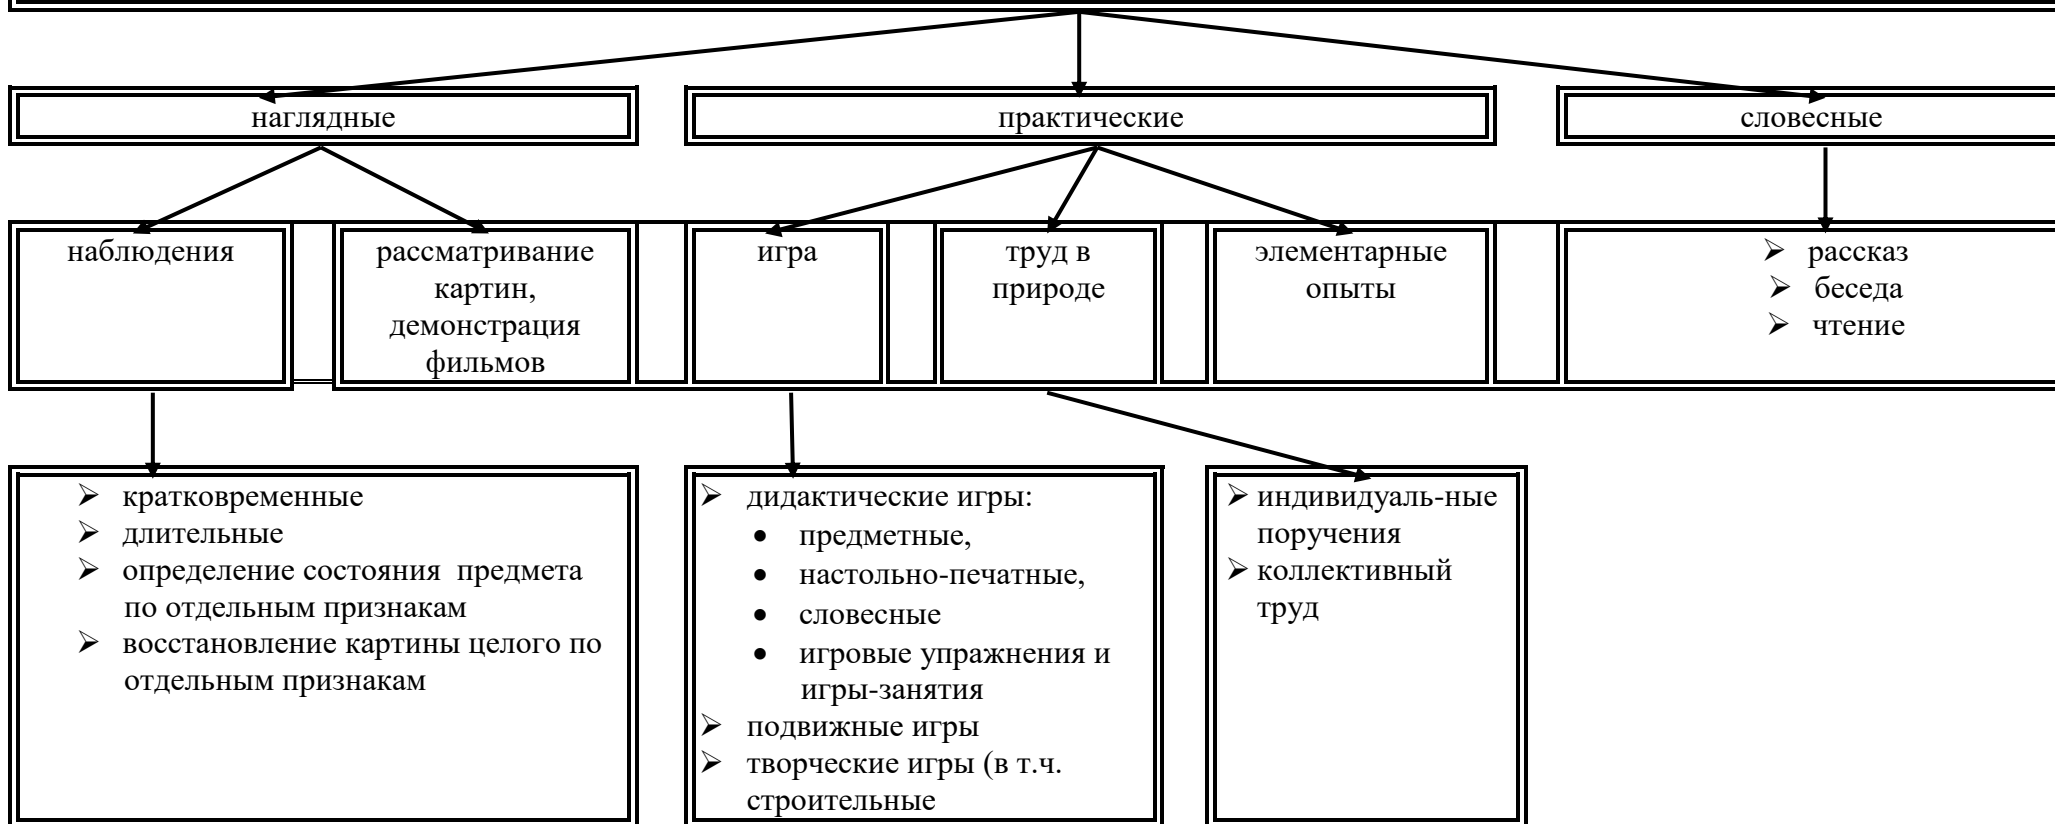 наглядные
практические
словесные
наблюдения
рассматривание
картин,
демонстрация
фильмов
игра
труд в
природе
элементарные
опыты
➢ рассказ
➢ беседа
➢ чтение
➢ кратковременные
➢ длительные
➢ определение состояния  предмета
по отдельным признакам
➢ восстановление картины целого по
отдельным признакам
➢ дидактические игры:
• предметные,
• настольно-печатные,
• словесные
• игровые упражнения и
игры-занятия
➢ подвижные игры
➢ творческие игры (в т.ч.
строительные
➢ индивидуаль-ные
поручения
➢ коллективный
труд